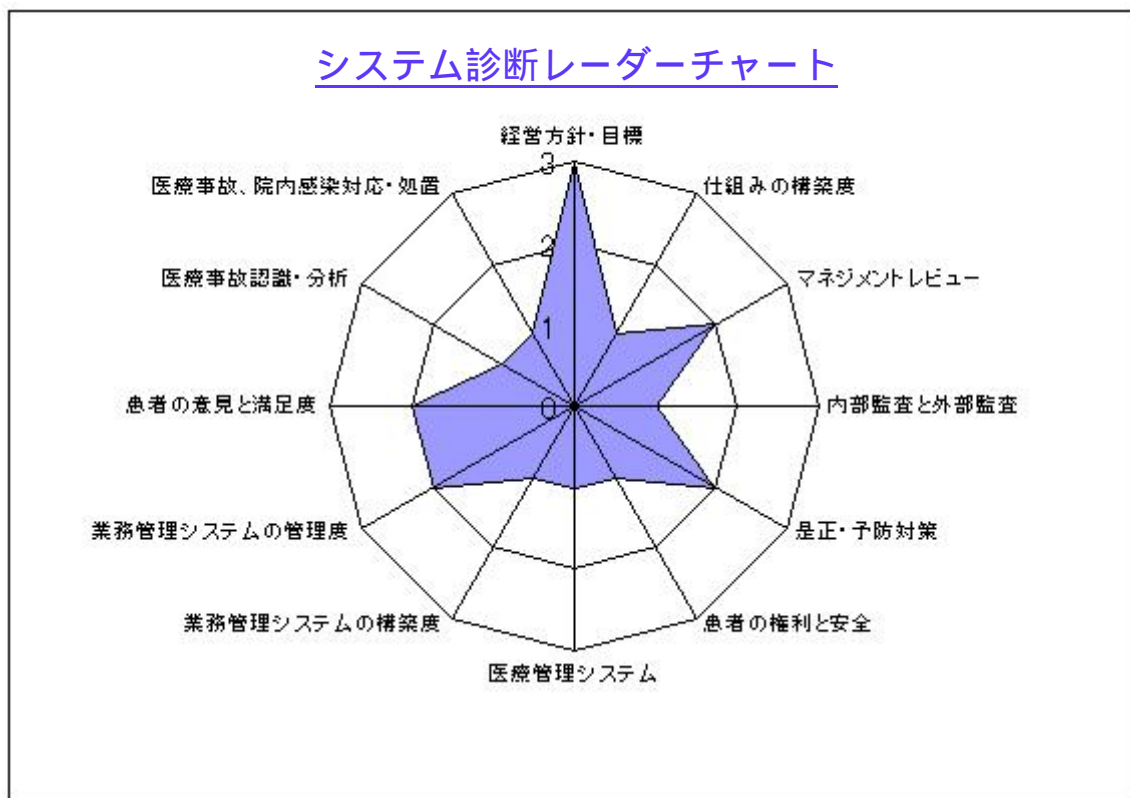 システム診断レーダーチャート
経営方針・目標
3
医療事故、院内感染対応・処置
仕組みの構築度
2
医療事故認識・分析
マネジメントレビュー
1
患者の意見と満足度
0
内部監査と外部監査
業務管理システムの管理度
是正・予防対策
業務管理システムの構築度
患者の権利と安全
医療管理システム